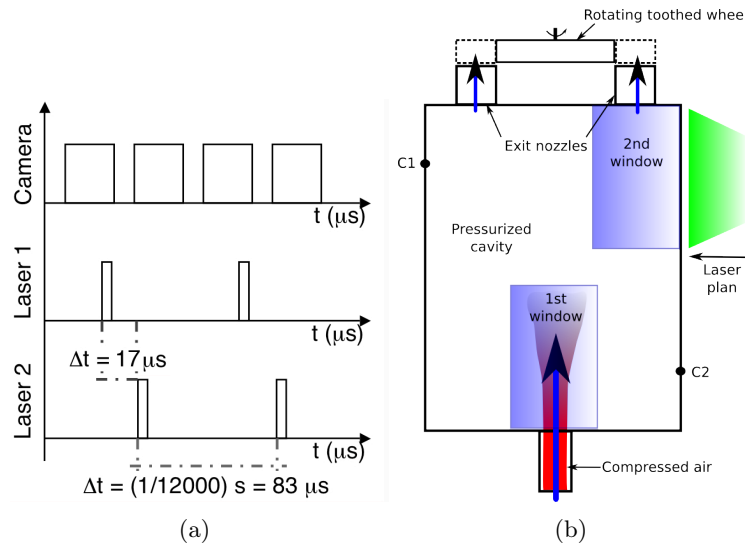 Camera
t (μs)
Laser 1
t (μs)
Δt = 17μs
Laser 2
t (μs)
Δt = (1/12000) s = 83 μs
(a)
Rotating toothed wheel
Exit nozzles
2nd
window
C1
Pressurized
cavity
Laser
plan
1st
window
C2
Compressed air
(b)